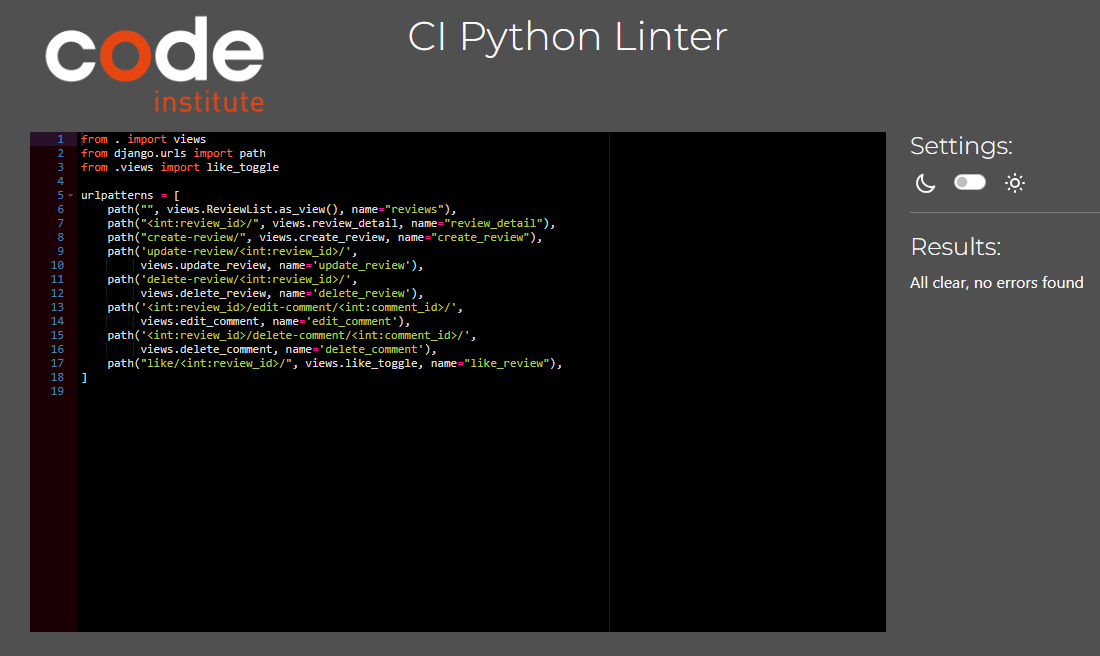 code
institute
CI Python Linter
1 from . import views
2 from django.urls import path
3 from .views import like_toggle
4
5 urlpatterns = [
6     path("", views.ReviewList.as_view(), name="reviews"),
7     path("<int:review_id>/", views.review_detail, name="review_detail"),
8     path("create-review/", views.create_review, name="create_review"),
9     path('update-review/<int:review_id>/',
10          views.update_review, name='update_review'),
11     path('delete-review/<int:review_id>/',
12          views.delete_review, name='delete_review'),
13     path('<int:review_id>/edit-comment/<int:comment_id>/',
14          views.edit_comment, name='edit_comment'),
15     path('<int:review_id>/delete-comment/<int:comment_id>/',
16          views.delete_comment, name='delete_comment'),
17     path("like/<int:review_id>/", views.like_toggle, name="like_review"),
18 ]
19
Settings:
Results:
All clear, no errors found